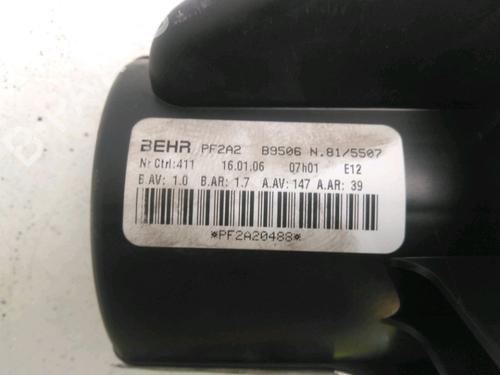 BEHR PF2A2 B9506 N.81/5507
Nr Ctrl:411 16.01.06 07h01 E12
B.AV: 1.0 B.AR: 1.7 A.AV: 147 A.AR: 39
*PF2A20488*